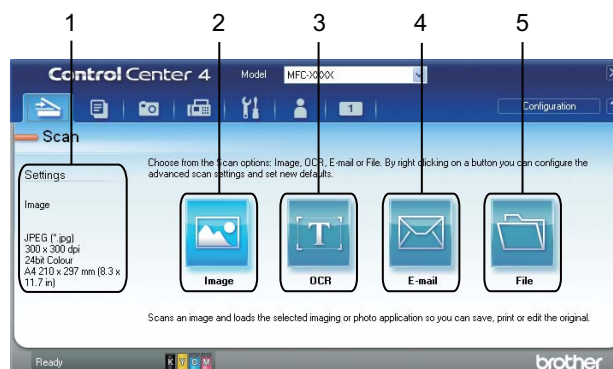 1 2 3 4 5
Control Center 4 Model MFC-XXXX
1 Configuration
Scan
Choose from the Scan options: Image, OCR, E-mail or File. By right clicking on a button you can configure the
advanced scan settings and set new defaults.
Settings
Image
JPEG (*.jpg)
300 x 300 dpi
24bit Colour
A4 210 x 297 mm (8.3 x
11.7 in)
T
Image OCR E-mail File
Scans an image and loads the selected imaging or photo application so you can save, print or edit the original.
Ready K Y C M brother